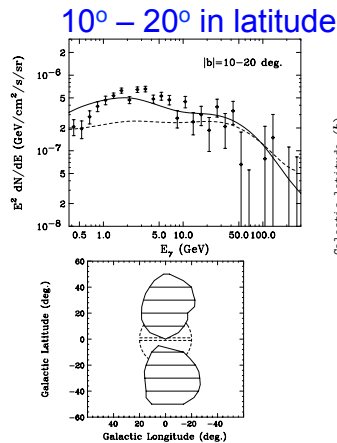 10° – 20° in latitude
|b|=10−20 deg.
E² dN/dE (GeV/cm²/s/sr)
2
10⁻⁶
5
2
10⁻⁷
5
2
10⁻⁸
0.5 1.0 5.0 10.0 50.0 100.0
Eγ (GeV)
Galactic Latitude (deg.)
60
40
20
0
−20
−40
−60
40 20 0 −20 −40
Galactic Longitude (deg.)